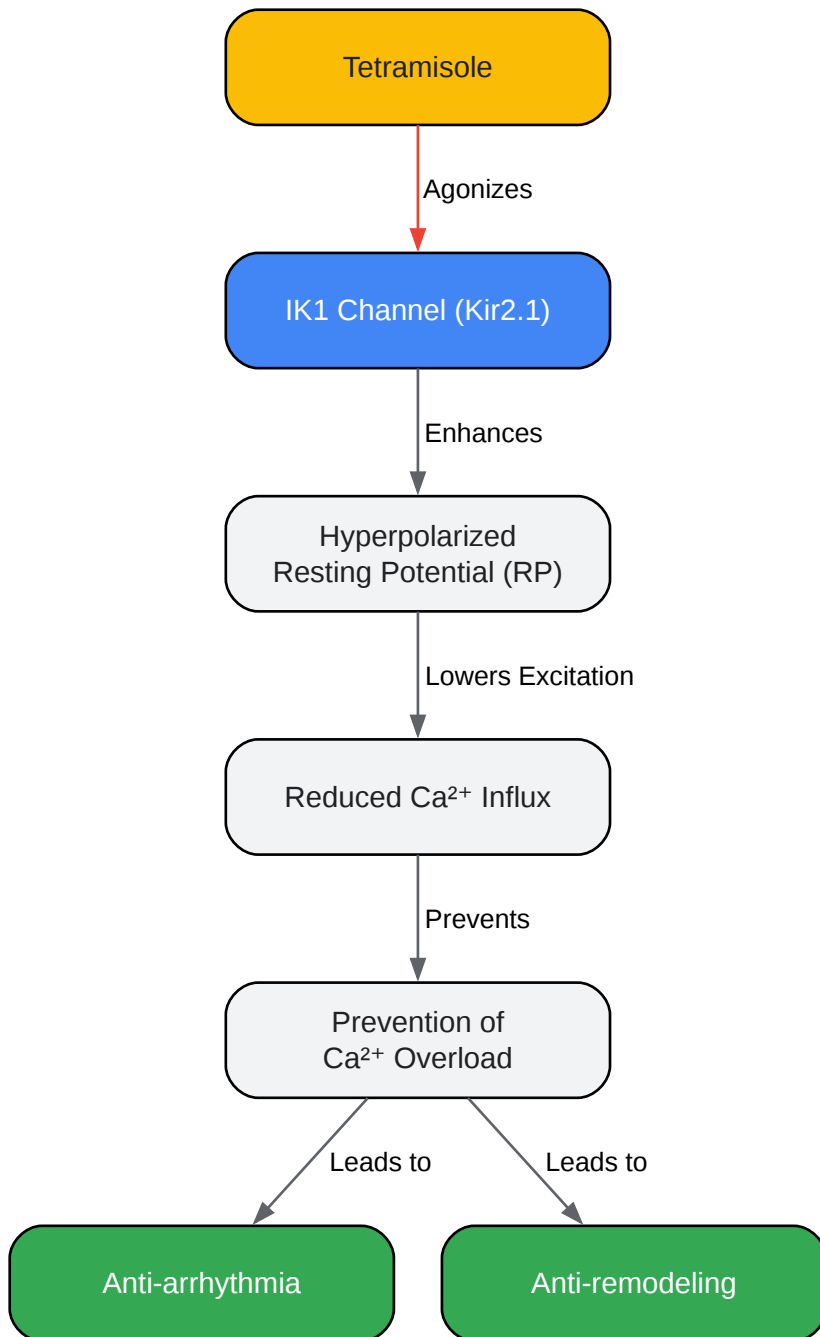 Tetramisole
Agonizes
IK1 Channel (Kir2.1)
Enhances
Hyperpolarized
Resting Potential (RP)
Lowers Excitation
Reduced Ca²⁺ Influx
Prevents
Prevention of
Ca²⁺ Overload
Leads to
Leads to
Anti-arrhythmia
Anti-remodeling